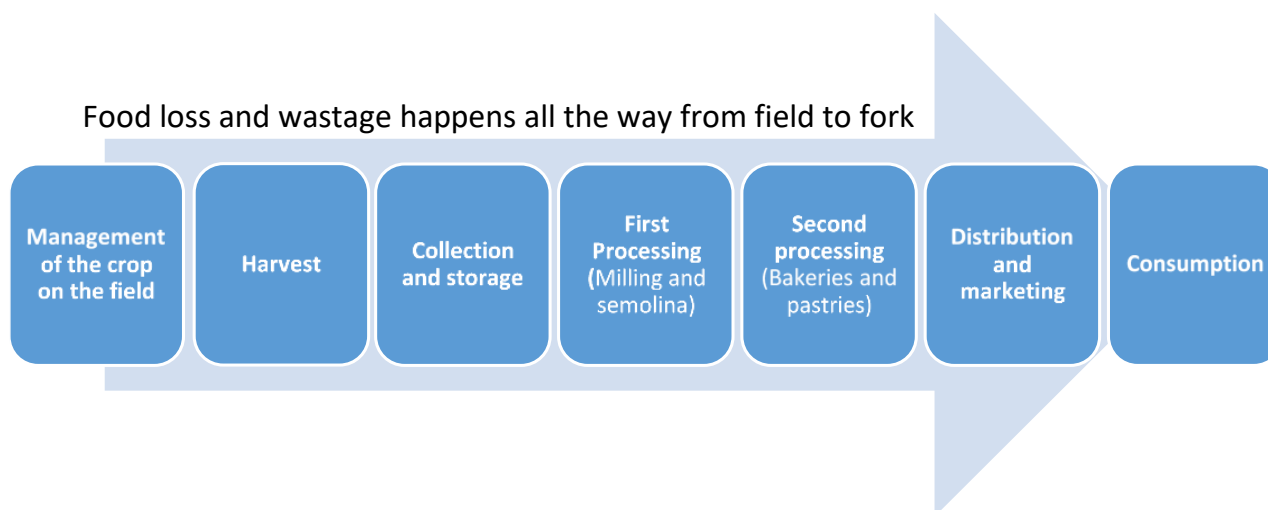 Food loss and wastage happens all the way from field to fork
Management
of the crop
on the field
Harvest
Collection
and storage
First
Processing
(Milling and
semolina)
Second
processing
(Bakeries and
pastries)
Distribution
and
marketing
Consumption